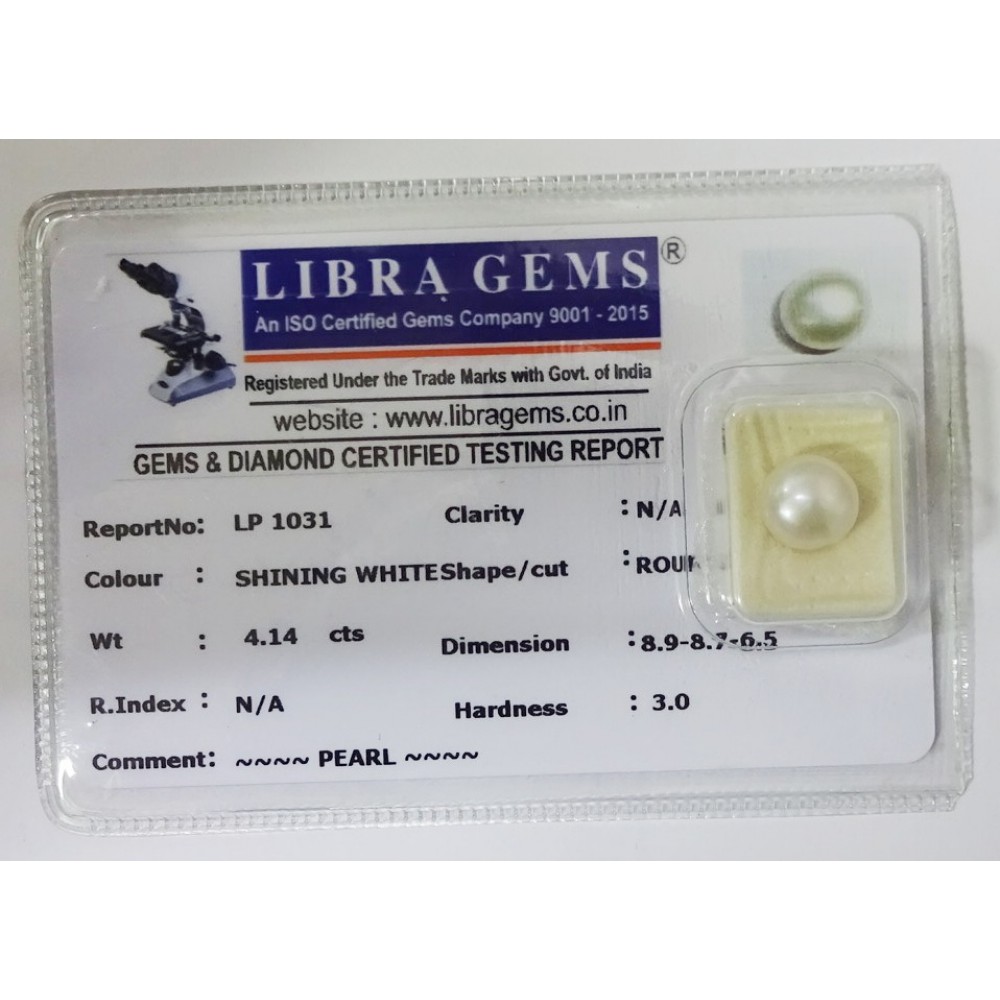 LIBRA GEMS ®
An ISO Certified Gems Company 9001 - 2015
Registered Under the Trade Marks with Govt. of India
website : www.libragems.co.in
GEMS & DIAMOND CERTIFIED TESTING REPORT
ReportNo: LP 1031 Clarity : N/A
Colour : SHINING WHITE Shape/cut :
Wt : 4.14 cts Dimension : 8.9-8.7-6.5
R.Index : N/A Hardness : 3.0
Comment: ~~~~ PEARL ~~~~